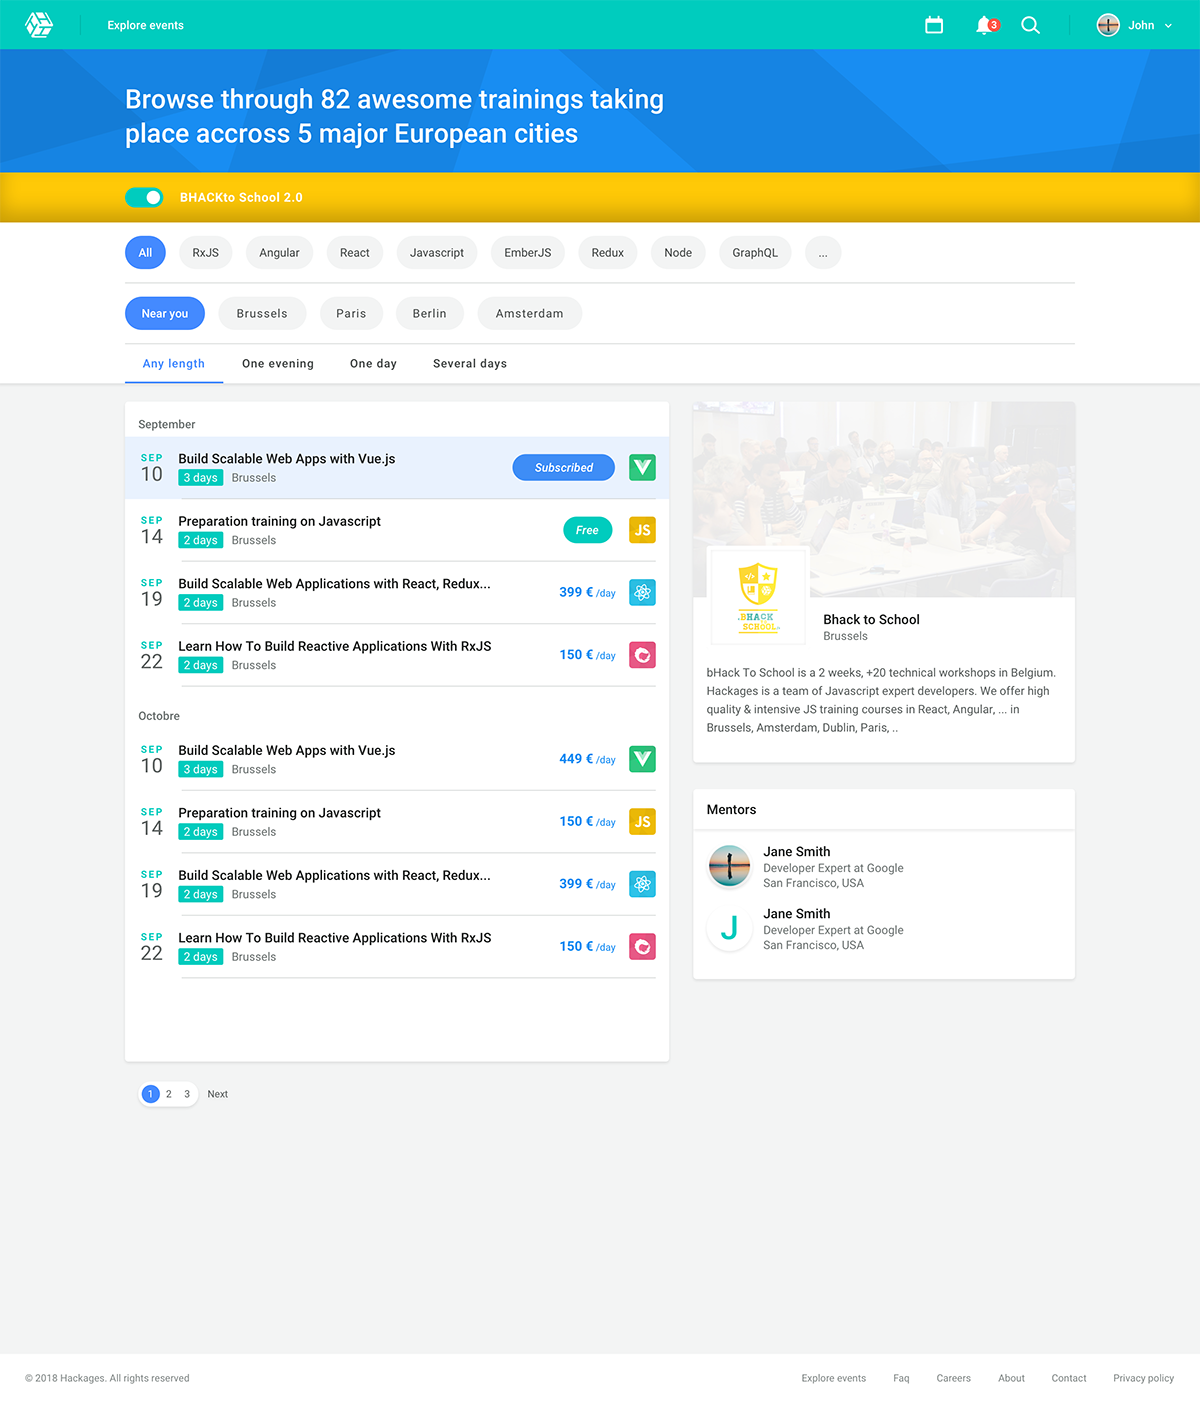 Explore events
3
John
Browse through 82 awesome trainings taking
place accross 5 major European cities
BHACKto School 2.0
All RxJS Angular React Javascript EmberJS Redux Node GraphQL ...
Near you Brussels Paris Berlin Amsterdam
Any length One evening One day Several days
September
SEP
10
Build Scalable Web Apps with Vue.js
3 days Brussels
Subscribed
SEP
14
Preparation training on Javascript
2 days Brussels
Free
JS
SEP
19
Build Scalable Web Applications with React, Redux...
2 days Brussels
399 € /day
SEP
22
Learn How To Build Reactive Applications With RxJS
2 days Brussels
150 € /day
Octobre
SEP
10
Build Scalable Web Apps with Vue.js
3 days Brussels
449 € /day
SEP
14
Preparation training on Javascript
2 days Brussels
150 € /day
JS
SEP
19
Build Scalable Web Applications with React, Redux...
2 days Brussels
399 € /day
SEP
22
Learn How To Build Reactive Applications With RxJS
2 days Brussels
150 € /day
1 2 3 Next
BHACK
SCHOOL
Bhack to School
Brussels
bHack To School is a 2 weeks, +20 technical workshops in Belgium.
Hackages is a team of Javascript expert developers. We offer high
quality & intensive JS training courses in React, Angular, ... in
Brussels, Amsterdam, Dublin, Paris, ..
Mentors
Jane Smith
Developer Expert at Google
San Francisco, USA
J
Jane Smith
Developer Expert at Google
San Francisco, USA
© 2018 Hackages. All rights reserved
Explore events Faq Careers About Contact Privacy policy